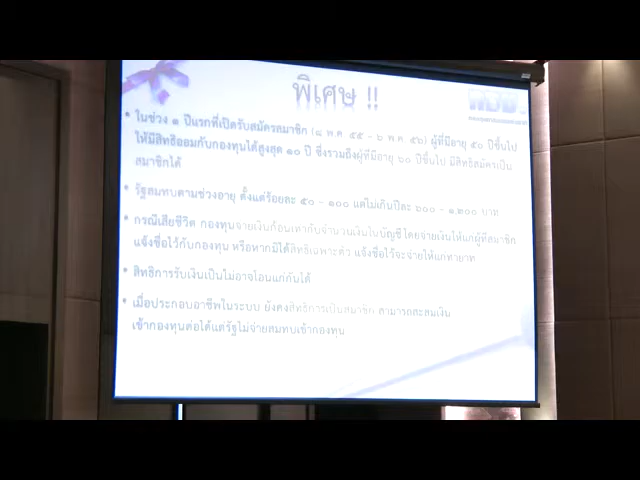 พิเศษ !!
กอช
• ในช่วง ๑ ปีแรกที่เปิดรับสมัครสมาชิก (๘ พ.ค. ๕๕ - ๖ พ.ค. ๕๖) ผู้ที่มีอายุ ๕๐ ปีขึ้นไป
ให้มีสิทธิออมกับกองทุนได้สูงสุด ๑๐ ปี ซึ่งรวมถึงผู้ที่มีอายุ ๖๐ ปีขึ้นไป มีสิทธิสมัครเป็น
สมาชิกได้
• รัฐสมทบตามช่วงอายุ ตั้งแต่ร้อยละ ๕๐ - ๑๐๐ แต่ไม่เกินปีละ ๖๐๐ - ๑,๒๐๐ บาท
• กรณีเสียชีวิต กองทุนจ่ายเงินก้อนเท่ากับจำนวนเงินในบัญชีโดยจ่ายเงินให้แก่ผู้ที่สมาชิก
แจ้งชื่อไว้กับกองทุน หรือหากมิได้แจ้งชื่อไว้จะจ่ายให้แก่ทายาท
• สิทธิการรับเงินเป็นไม่อาจโอนแก่กันได้
• เมื่อประกอบอาชีพในระบบ ยังคงสิทธิการเป็นสมาชิก สามารถสะสมเงิน
เข้ากองทุนต่อได้แต่รัฐไม่จ่ายสมทบเข้ากองทุน